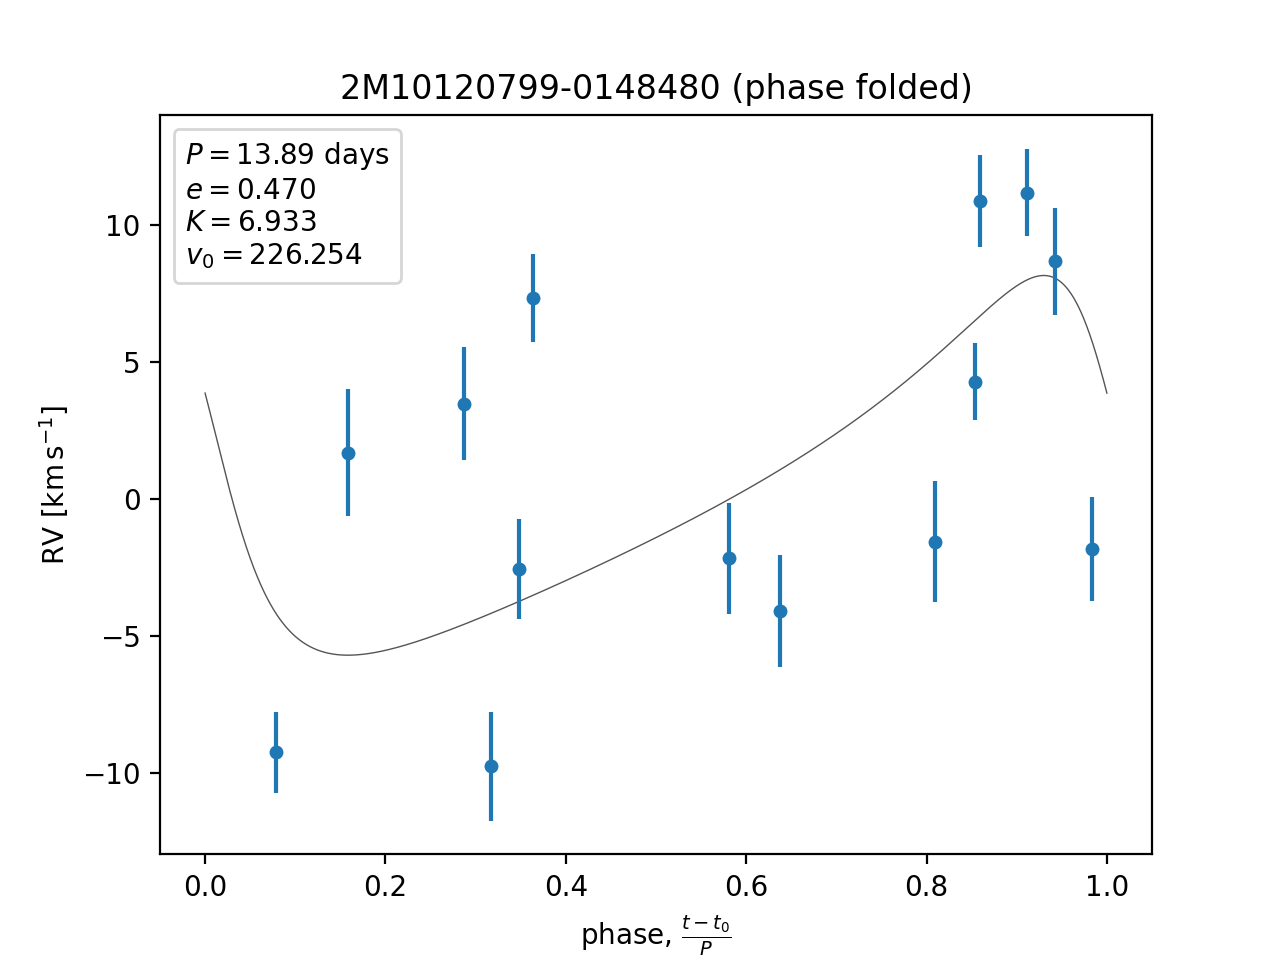 2M10120799-0148480 (phase folded)
P = 13.89 days
e = 0.470
K = 6.933
v₀ = 226.254
10
5
0
−5
−10
RV [km s⁻¹]
0.0 0.2 0.4 0.6 0.8 1.0
phase, (t − t₀)/P